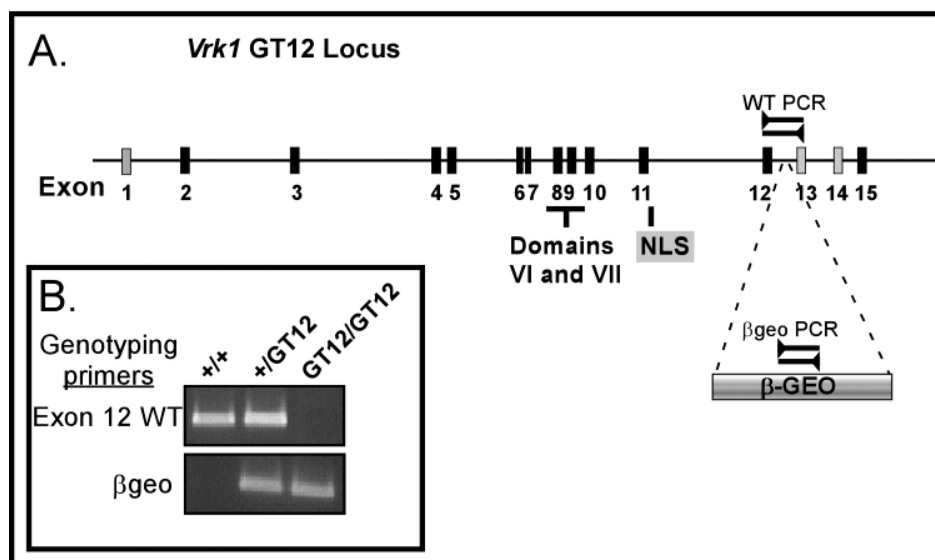 A.
Vrk1 GT12 Locus
WT PCR
Exon
1 2 3 4 5 6 7 8 9 10 11 12 13 14 15
Domains
VI and VII
NLS
βgeo PCR
β-GEO
B
Genotyping
primers
+/+ +/GT12 GT12/GT12
Exon 12 WT
βgeo